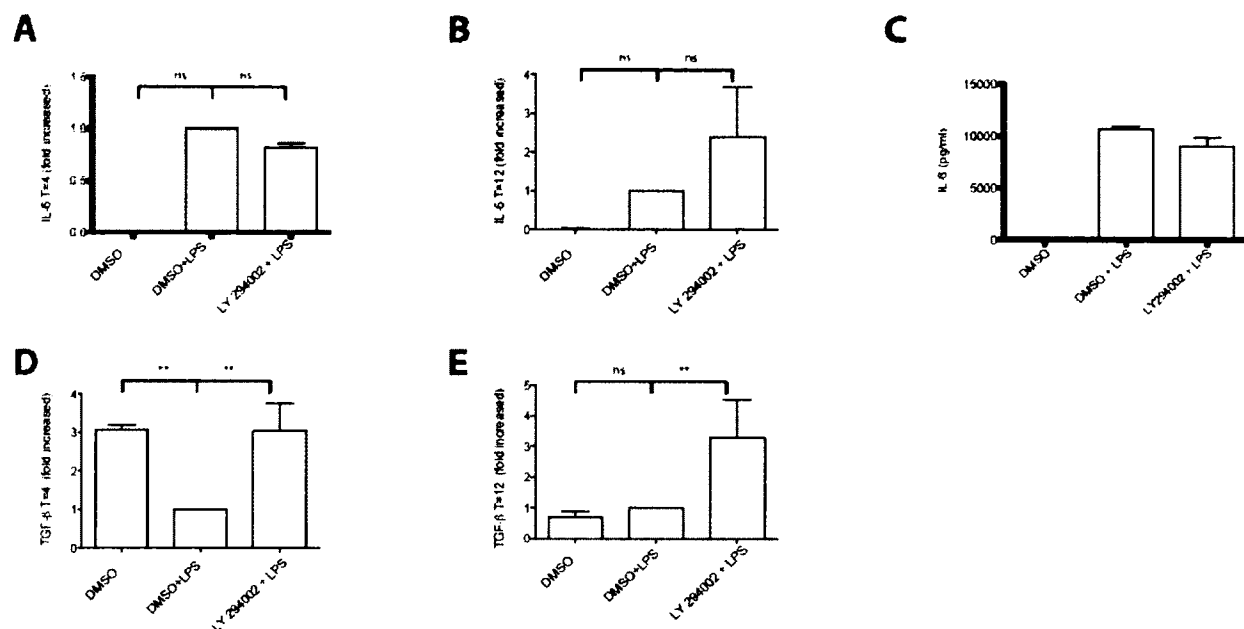 A
IL-6 T=4 (fold increased)
1.5
1.0
0.5
0.0
ns
ns
DMSO
DMSO+LPS
LY 294002 + LPS
B
IL-6 T=12 (fold increased)
4
3
2
1
0
ns
ns
DMSO
DMSO+LPS
LY 294002 + LPS
C
IL-6 (pg/ml)
15000
10000
5000
0
DMSO
DMSO + LPS
LY294002 + LPS
D
TGF-β T=4 (fold increased)
4
3
2
1
0
**
**
DMSO
DMSO+LPS
LY 294002 + LPS
E
TGF-β T=12 (fold increased)
5
4
3
2
1
0
ns
**
DMSO
DMSO+LPS
LY 294002 + LPS